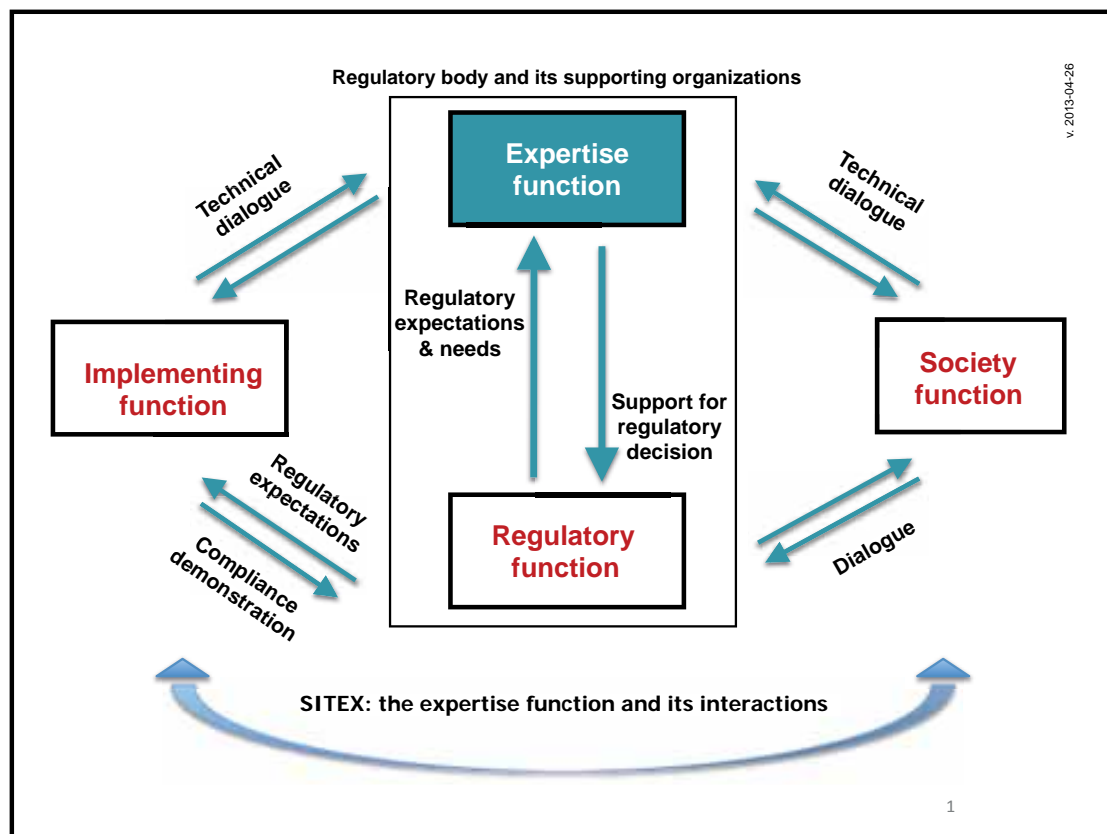 Regulatory body and its supporting organizations
v. 2013-04-26
Expertise
function
Technical
dialogue
Technical
dialogue
Regulatory
expectations
& needs
Implementing
function
Society
function
Support for
regulatory
decision
Regulatory
expectations
Compliance
demonstration
Regulatory
function
Dialogue
SITEX: the expertise function and its interactions
1